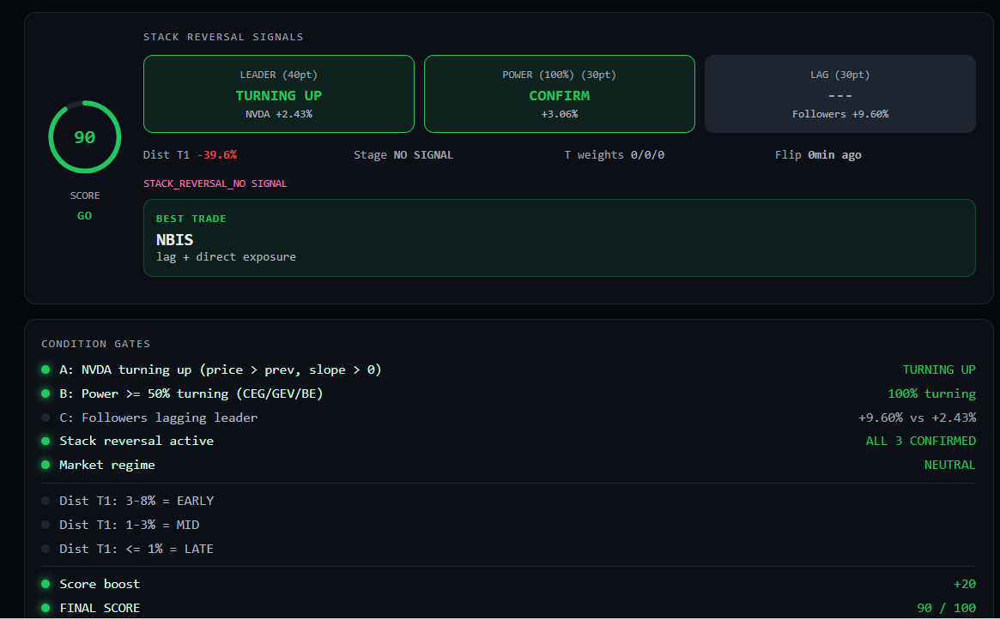 STACK REVERSAL SIGNALS
LEADER (40pt)
TURNING UP
NVDA +2.43%
POWER (100%) (30pt)
CONFIRM
+3.06%
LAG (30pt)
---
Followers +9.60%
90
SCORE
GO
Dist T1 -39.6%
Stage NO SIGNAL
T weights 0/0/0
Flip 0min ago
STACK_REVERSAL_NO SIGNAL
BEST TRADE
NBIS
lag + direct exposure
CONDITION GATES
A: NVDA turning up (price > prev, slope > 0) TURNING UP
B: Power >= 50% turning (CEG/GEV/BE) 100% turning
C: Followers lagging leader +9.60% vs +2.43%
Stack reversal active ALL 3 CONFIRMED
Market regime NEUTRAL
Dist T1: 3-8% = EARLY
Dist T1: 1-3% = MID
Dist T1: <= 1% = LATE
Score boost +20
FINAL SCORE 90 / 100